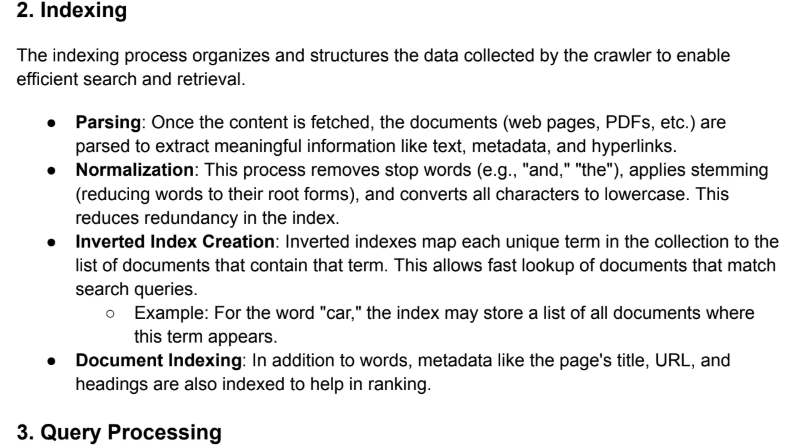 2. Indexing
The indexing process organizes and structures the data collected by the crawler to enable
efficient search and retrieval.
● Parsing: Once the content is fetched, the documents (web pages, PDFs, etc.) are
parsed to extract meaningful information like text, metadata, and hyperlinks.
● Normalization: This process removes stop words (e.g., "and," "the"), applies stemming
(reducing words to their root forms), and converts all characters to lowercase. This
reduces redundancy in the index.
● Inverted Index Creation: Inverted indexes map each unique term in the collection to the
list of documents that contain that term. This allows fast lookup of documents that match
search queries.
○ Example: For the word "car," the index may store a list of all documents where
this term appears.
● Document Indexing: In addition to words, metadata like the page's title, URL, and
headings are also indexed to help in ranking.
3. Query Processing